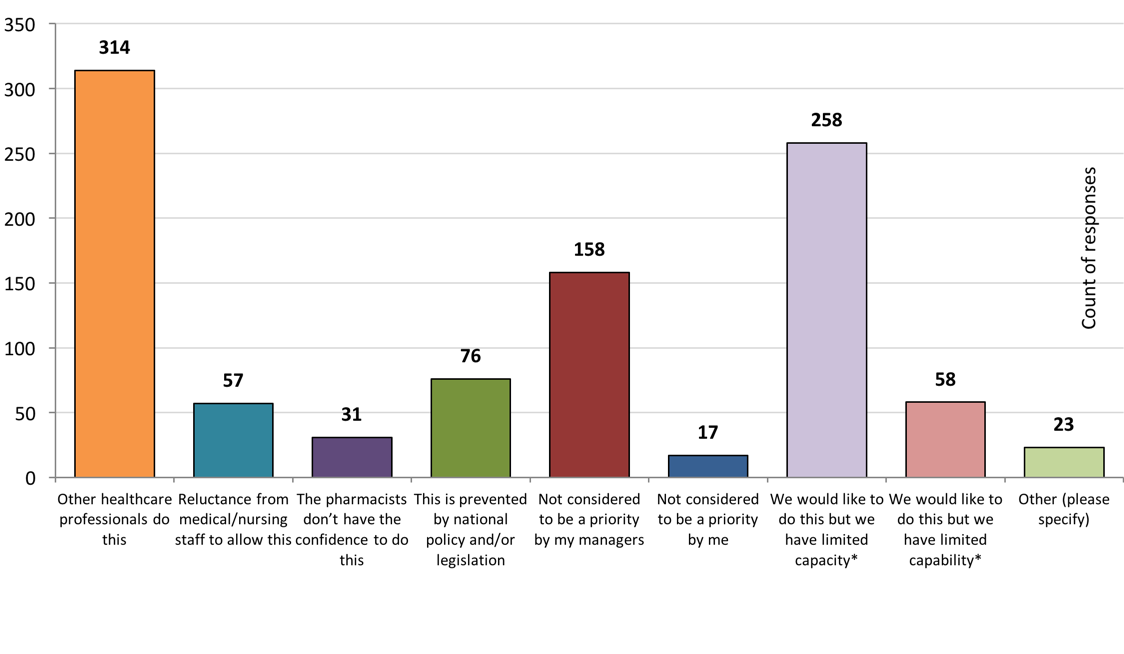 350
300
250
200
150
100
50
0
314
57
31
76
158
17
258
58
23
Count of responses
Other healthcare
professionals do
this
Reluctance from
medical/nursing
staff to allow this
The pharmacists
don’t have the
confidence to do
this
This is prevented
by national
policy and/or
legislation
Not considered
to be a priority
by my managers
Not considered
to be a priority
by me
We would like to
do this but we
have limited
capacity*
We would like to
do this but we
have limited
capability*
Other (please
specify)